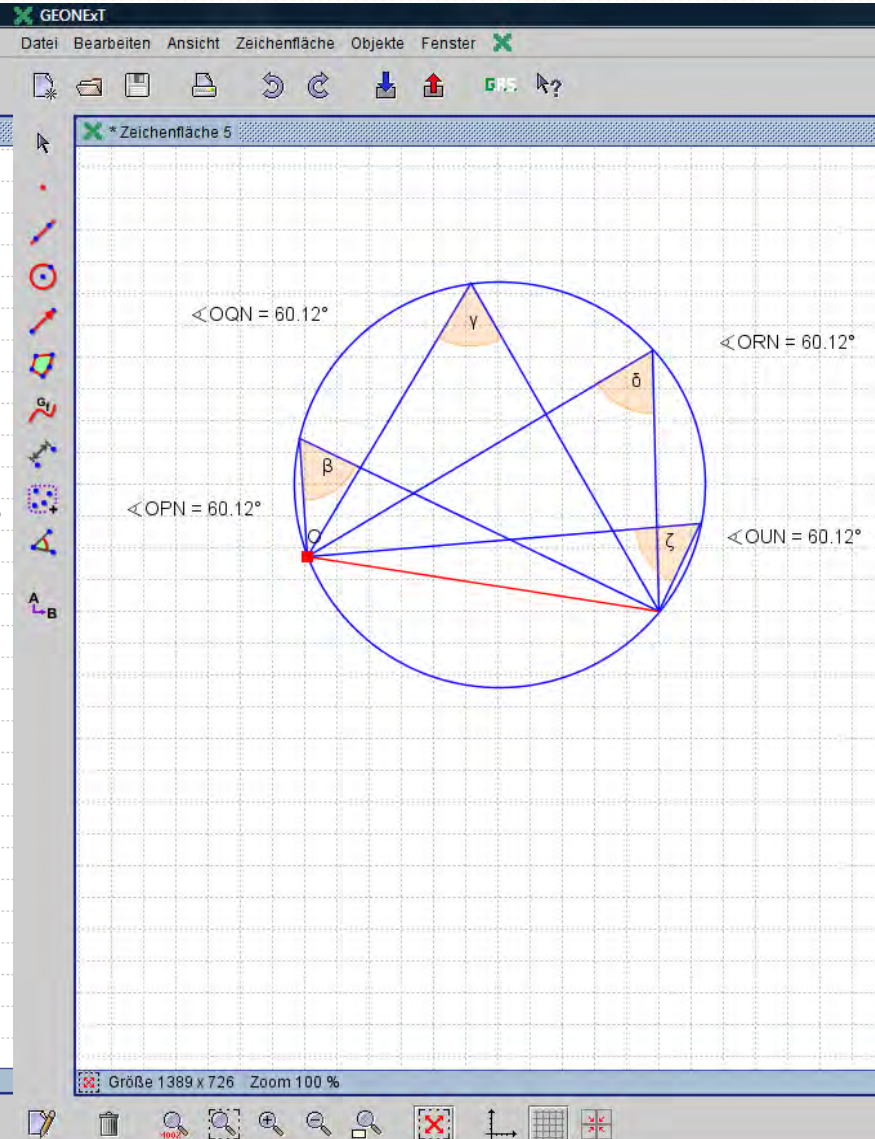 GEONExT
Datei Bearbeiten Ansicht Zeichenfläche Objekte Fenster
* Zeichenfläche 5
∢OQN = 60.12°
γ
∢ORN = 60.12°
δ
β
∢OPN = 60.12°
O
ζ
∢OUN = 60.12°
A
B
Größe 1389 x 726 Zoom 100 %